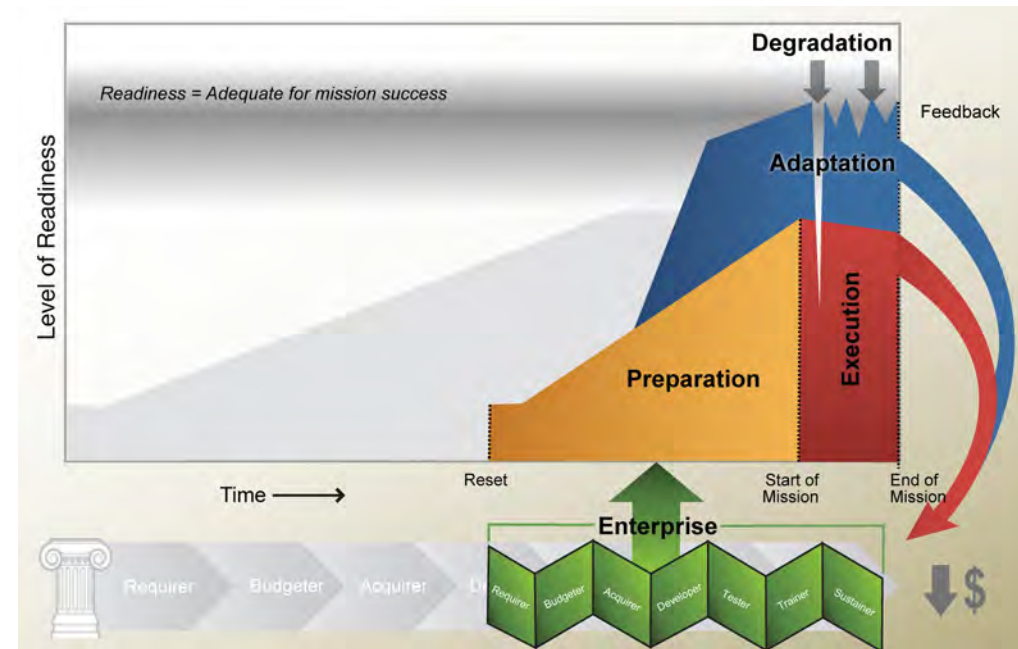 Degradation
Readiness = Adequate for mission success
Feedback
Adaptation
Level of Readiness
Execution
Preparation
Reset
Start of
Mission
End of
Mission
Time
Enterprise
Requirer
Budgeter
Acquirer
De
Requirer
Budgeter
Acquirer
Developer
Tester
Trainer
Sustainer
$